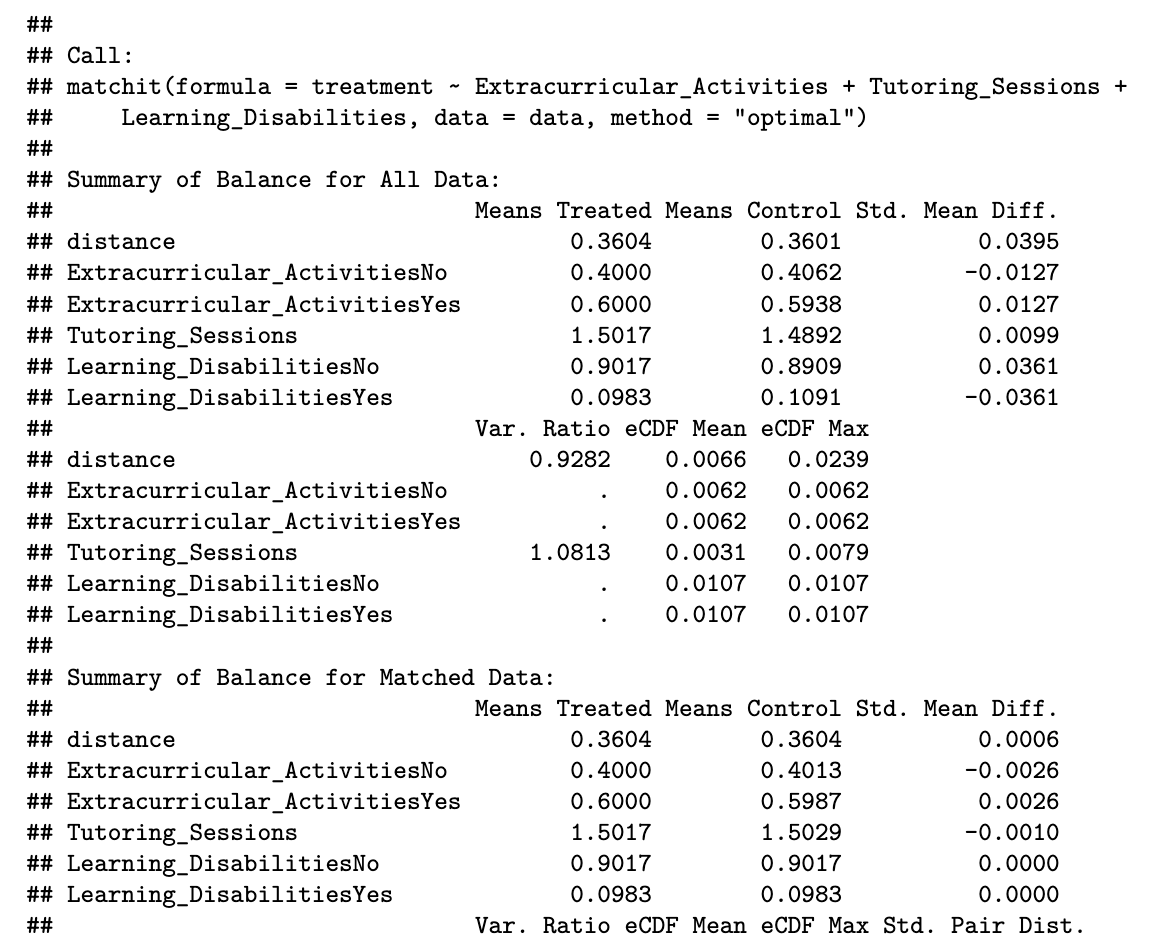 ##
## Call:
## matchit(formula = treatment ~ Extracurricular_Activities + Tutoring_Sessions +
##     Learning_Disabilities, data = data, method = "optimal")
##
## Summary of Balance for All Data:
##                               Means Treated Means Control Std. Mean Diff.
## distance                             0.3604        0.3601          0.0395
## Extracurricular_ActivitiesNo         0.4000        0.4062         -0.0127
## Extracurricular_ActivitiesYes        0.6000        0.5938          0.0127
## Tutoring_Sessions                    1.5017        1.4892          0.0099
## Learning_DisabilitiesNo              0.9017        0.8909          0.0361
## Learning_DisabilitiesYes             0.0983        0.1091         -0.0361
##                               Var. Ratio eCDF Mean eCDF Max
## distance                          0.9282    0.0066   0.0239
## Extracurricular_ActivitiesNo           .    0.0062   0.0062
## Extracurricular_ActivitiesYes          .    0.0062   0.0062
## Tutoring_Sessions                 1.0813    0.0031   0.0079
## Learning_DisabilitiesNo                .    0.0107   0.0107
## Learning_DisabilitiesYes               .    0.0107   0.0107
##
## Summary of Balance for Matched Data:
##                               Means Treated Means Control Std. Mean Diff.
## distance                             0.3604        0.3604          0.0006
## Extracurricular_ActivitiesNo         0.4000        0.4013         -0.0026
## Extracurricular_ActivitiesYes        0.6000        0.5987          0.0026
## Tutoring_Sessions                    1.5017        1.5029         -0.0010
## Learning_DisabilitiesNo              0.9017        0.9017          0.0000
## Learning_DisabilitiesYes             0.0983        0.0983          0.0000
##                               Var. Ratio eCDF Mean eCDF Max Std. Pair Dist.